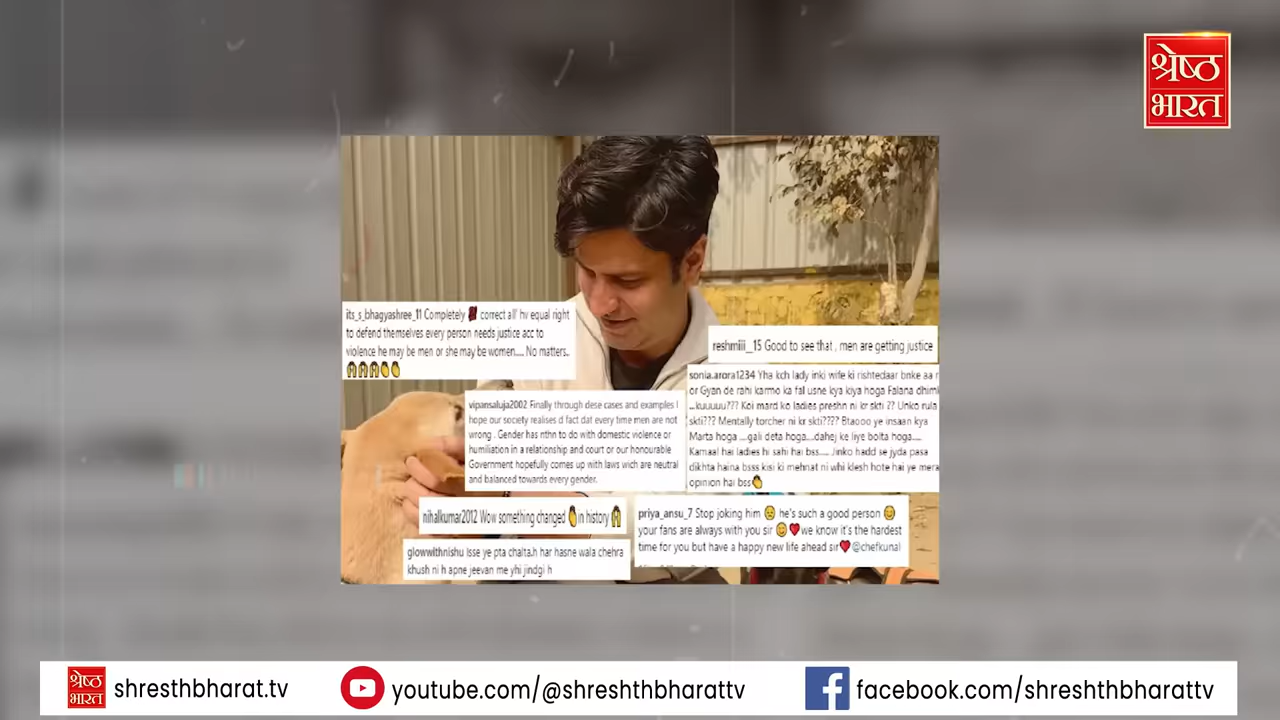 श्रेष्ठ
भारत
its_s_bhagyashree_11 Completely correct all' hv equal right
to defend themselves every person needs justice acc to
violence he may be men or she may be women.... No matters..
reshmiii__15 Good to see that , men are getting justice
sonia.arora1234 Yha kch lady inki wife ki rishtedaar bnke aa r
or Gyan de rahi karmo ka fal usne kya kiya hoga Falana dhimk
...kuuuuu??? Koi mard ko ladies preshn ni kr skti ?? Unko rula
skti??? Mentally torcher ni kr skti???? Btaoo ye insaan kya
Marta hoga ....gali deta hoga....dahej ke liye bolta hoga.....
Kamaal hai ladies hi sahi hai bss..... Jinko hadd se jyda pasa
dikhta haina bsss kisi ki mehnat ni whi klesh hote hai ye mera
opinion hai bss
vipansaluja2002 Finally through dese cases and examples I
hope our society realises d fact dat every time men are not
wrong . Gender has nthn to do with domestic violence or
humiliation in a relationship and court or our honourable
Government hopefully comes up with laws wich are neutral
and balanced towards every gender.
nihalkumar2012 Wow something changed in history
priya_ansu_7 Stop joking him he's such a good person
your fans are always with you sir we know it's the hardest
time for you but have a happy new life ahead sir @chefkunal
glowwithnishu isse ye pta chalta.h har hasne wala chehra
khush ni h apne jeevan me yhi jindgi h
श्रेष्ठ
भारत
shresthbharat.tv
youtube.com/@shreshthbharattv
facebook.com/shreshthbharattv